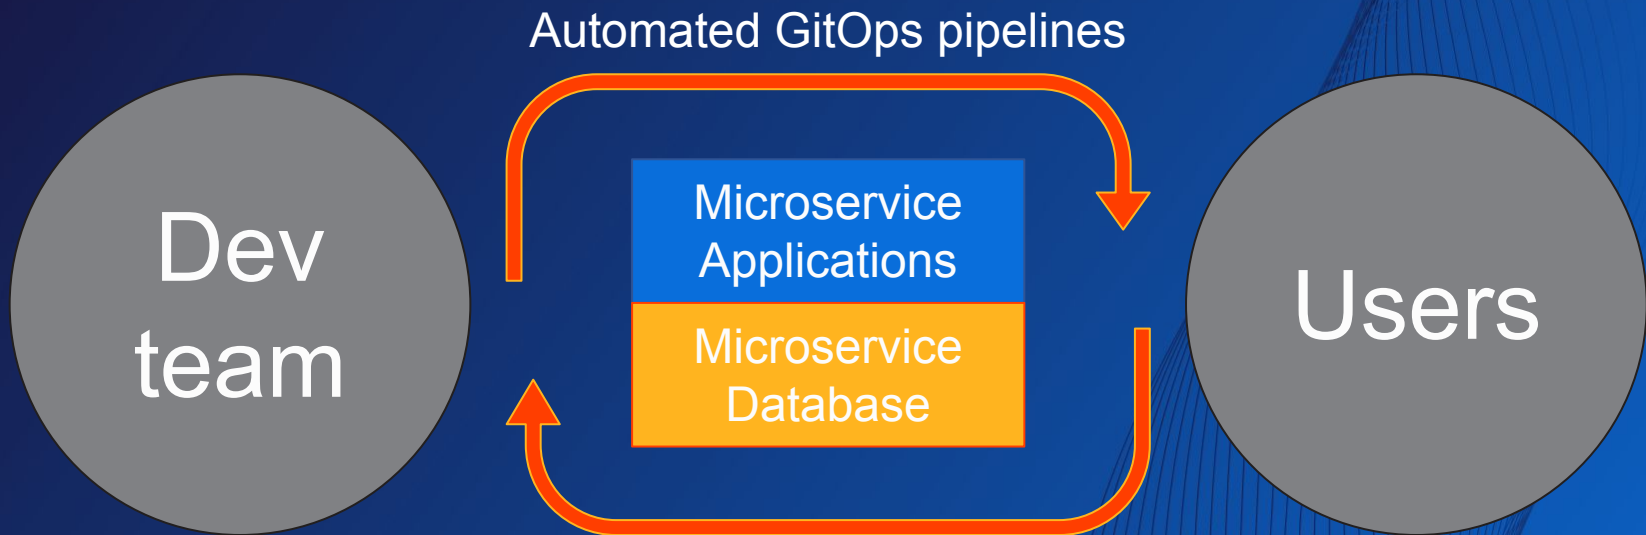 Automated GitOps pipelines
Dev
team
Microservice
Applications
Microservice
Database
Users